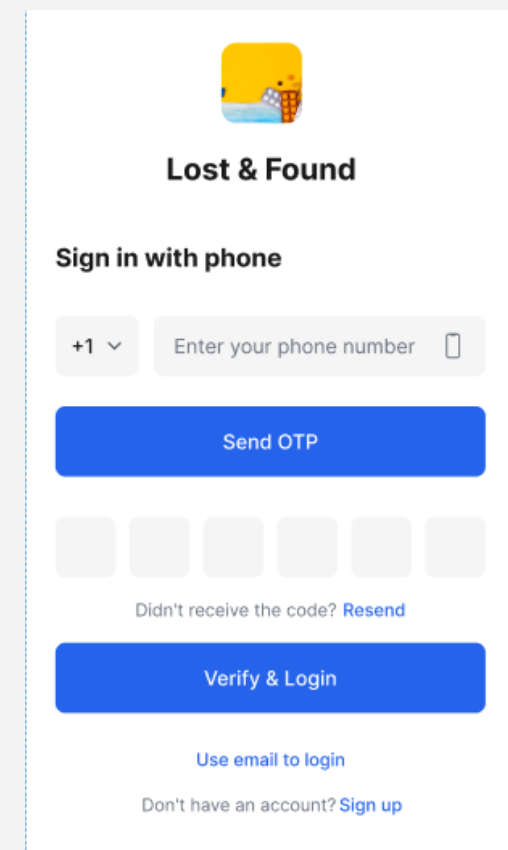 Lost & Found
Sign in with phone
+1 Enter your phone number
Send OTP
Didn't receive the code? Resend
Verify & Login
Use email to login
Don't have an account? Sign up